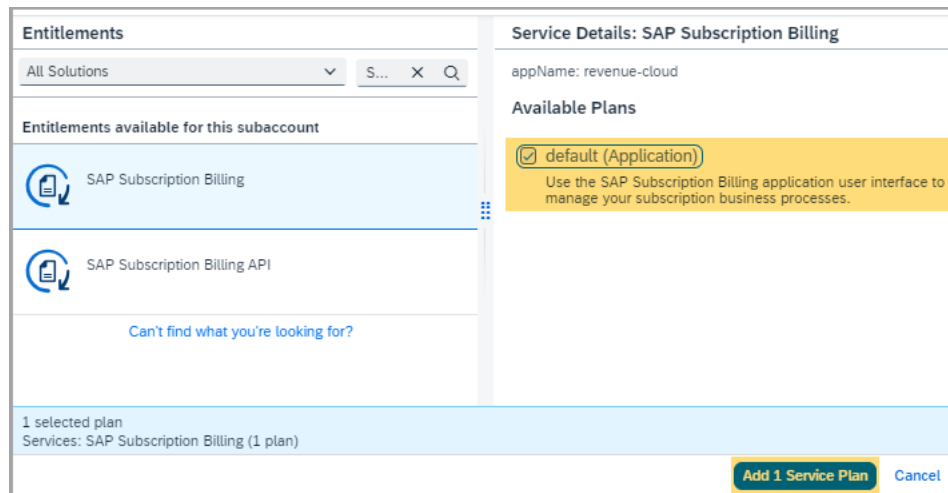 Entitlements
All Solutions
S...
Entitlements available for this subaccount
SAP Subscription Billing
SAP Subscription Billing API
Can't find what you're looking for?
Service Details: SAP Subscription Billing
appName: revenue-cloud
Available Plans
default (Application)
Use the SAP Subscription Billing application user interface to
manage your subscription business processes.
1 selected plan
Services: SAP Subscription Billing (1 plan)
Add 1 Service Plan
Cancel